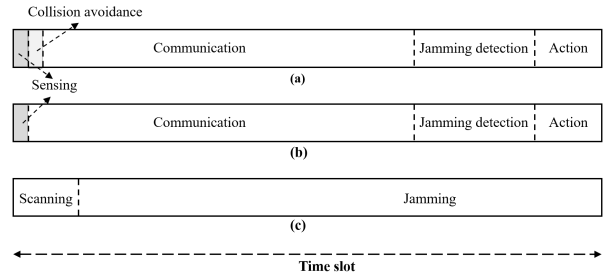 Collision avoidance
Communication Jamming detection Action
(a)
Sensing
Communication Jamming detection Action
(b)
Scanning Jamming
(c)
Time slot